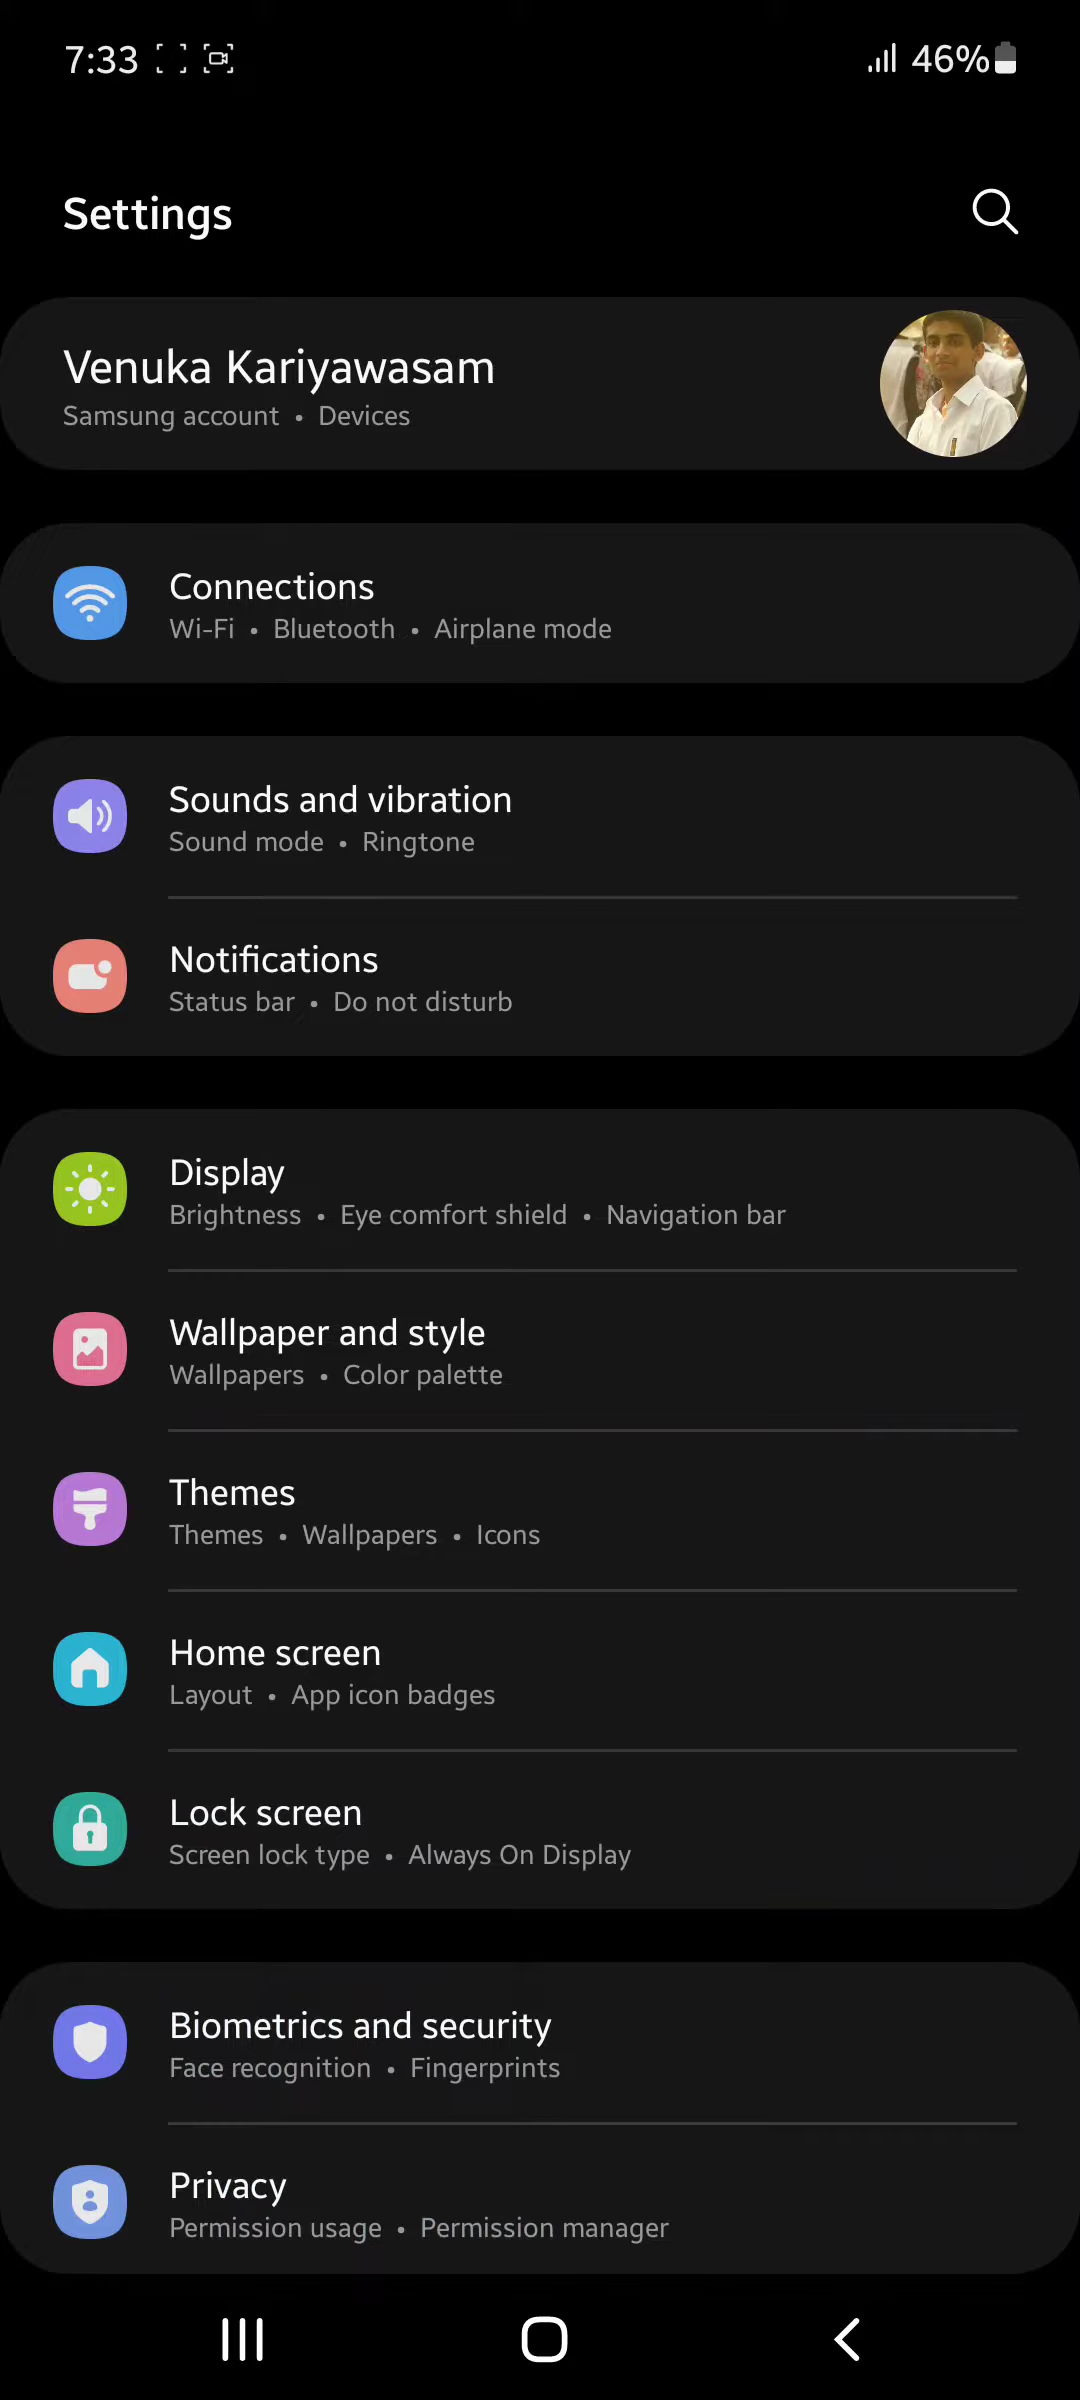 7:33 46%
Settings
Venuka Kariyawasam
Samsung account • Devices
Connections
Wi-Fi • Bluetooth • Airplane mode
Sounds and vibration
Sound mode • Ringtone
Notifications
Status bar • Do not disturb
Display
Brightness • Eye comfort shield • Navigation bar
Wallpaper and style
Wallpapers • Color palette
Themes
Themes • Wallpapers • Icons
Home screen
Layout • App icon badges
Lock screen
Screen lock type • Always On Display
Biometrics and security
Face recognition • Fingerprints
Privacy
Permission usage • Permission manager